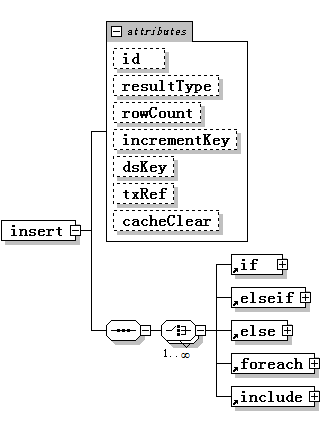 attributes
id
resultType
rowCount
incrementKey
dsKey
txRef
cacheClear
insert
if
elseif
else
1..∞
foreach
include